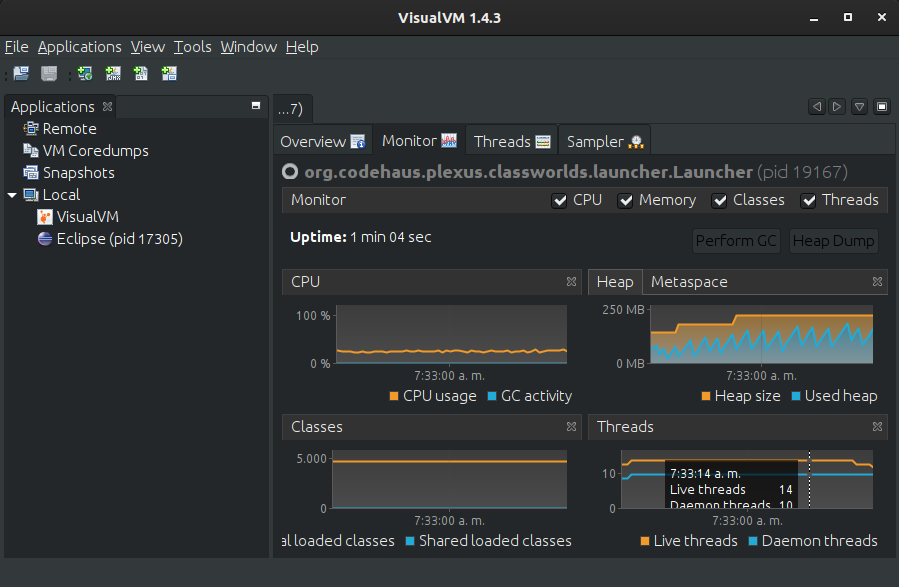 VisualVM 1.4.3
File Applications View Tools Window Help
Applications
Remote
VM Coredumps
Snapshots
Local
VisualVM
Eclipse (pid 17305)
...7)
Overview Monitor Threads Sampler
org.codehaus.plexus.classworlds.launcher.Launcher (pid 19167)
Monitor CPU Memory Classes Threads
Uptime: 1 min 04 sec
Perform GC Heap Dump
CPU
100 %
0 %
7:33:00 a. m.
CPU usage GC activity
Heap Metaspace
250 MB
0 MB
7:33:00 a. m.
Heap size Used heap
Classes
5.000
0
7:33:00 a. m.
al loaded classes Shared loaded classes
Threads
10
0
7:33:14 a. m.
Live threads 14
Daemon threads 10
7:33:00 a. m.
Live threads Daemon threads